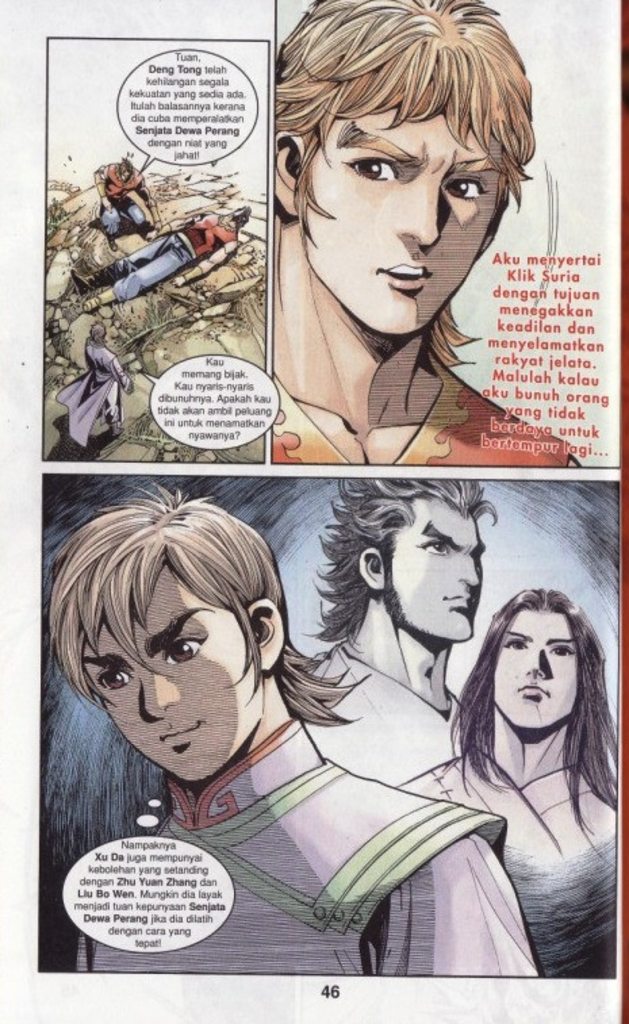 Tuan,
Deng Tong telah
kehilangan segala
kekuatan yang sedia ada.
Itulah balasannya kerana
dia cuba memperalatkan
Senjata Dewa Perang
dengan niat yang
jahat!
Kau
memang bijak.
Kau nyaris-nyaris
dibunuhnya. Apakah kau
tidak akan ambil peluang
ini untuk menamatkan
nyawanya?
Aku menyertai
Klik Suria
dengan tujuan
menegakkan
keadilan dan
menyelamatkan
rakyat jelata.
Malulah kalau
aku bunuh orang
yang tidak
berdaya untuk
bertempur lagi...
Nampaknya
Xu Da juga mempunyai
kebolehan yang setanding
dengan Zhu Yuan Zhang dan
Liu Bo Wen. Mungkin dia layak
menjadi tuan kepunyaan Senjata
Dewa Perang jika dia dilatih
dengan cara yang
tepat!
46